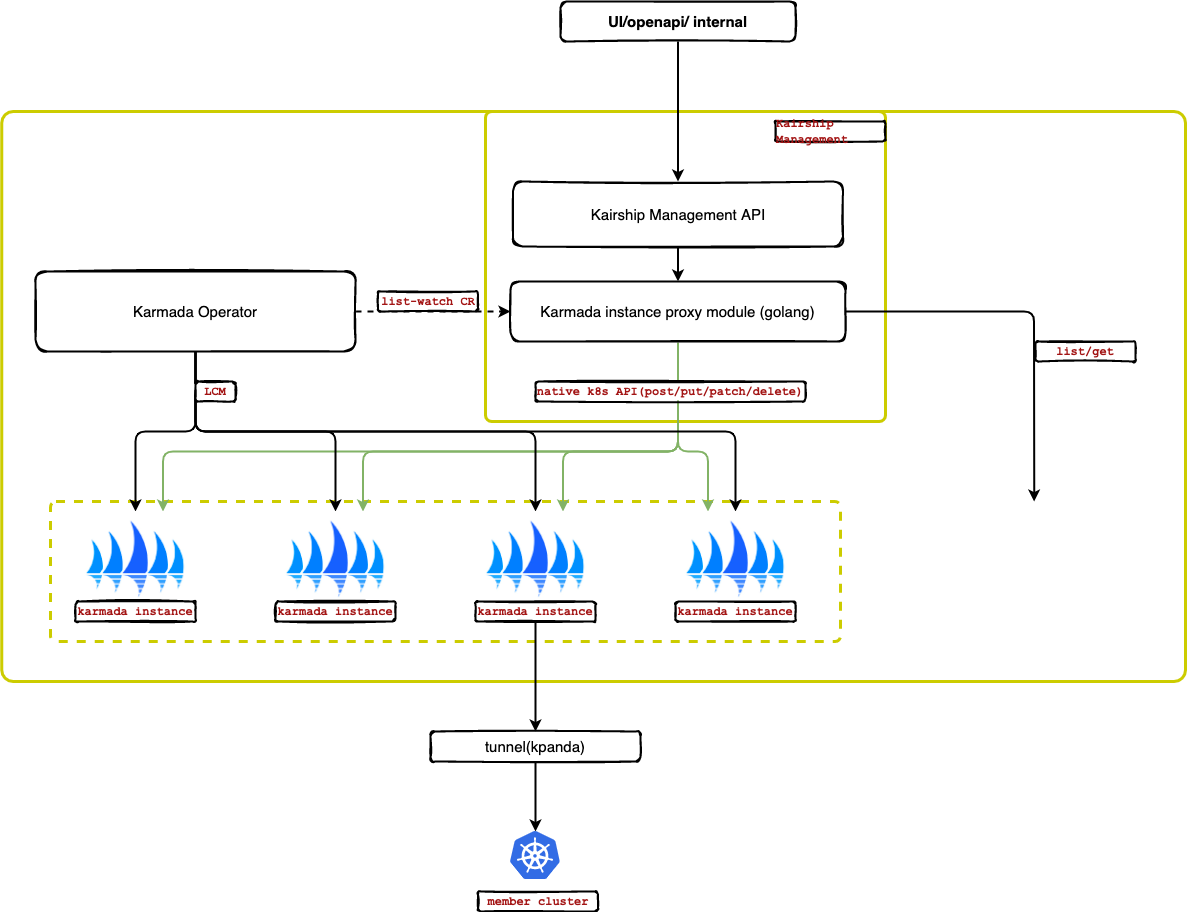 UI/openapi/ internal
Kairship
Management
Kairship Management API
Karmada Operator
list-watch CR
Karmada instance proxy module (golang)
list/get
LCM
native k8s API(post/put/patch/delete)
karmada instance
karmada instance
karmada instance
karmada instance
tunnel(kpanda)
member cluster